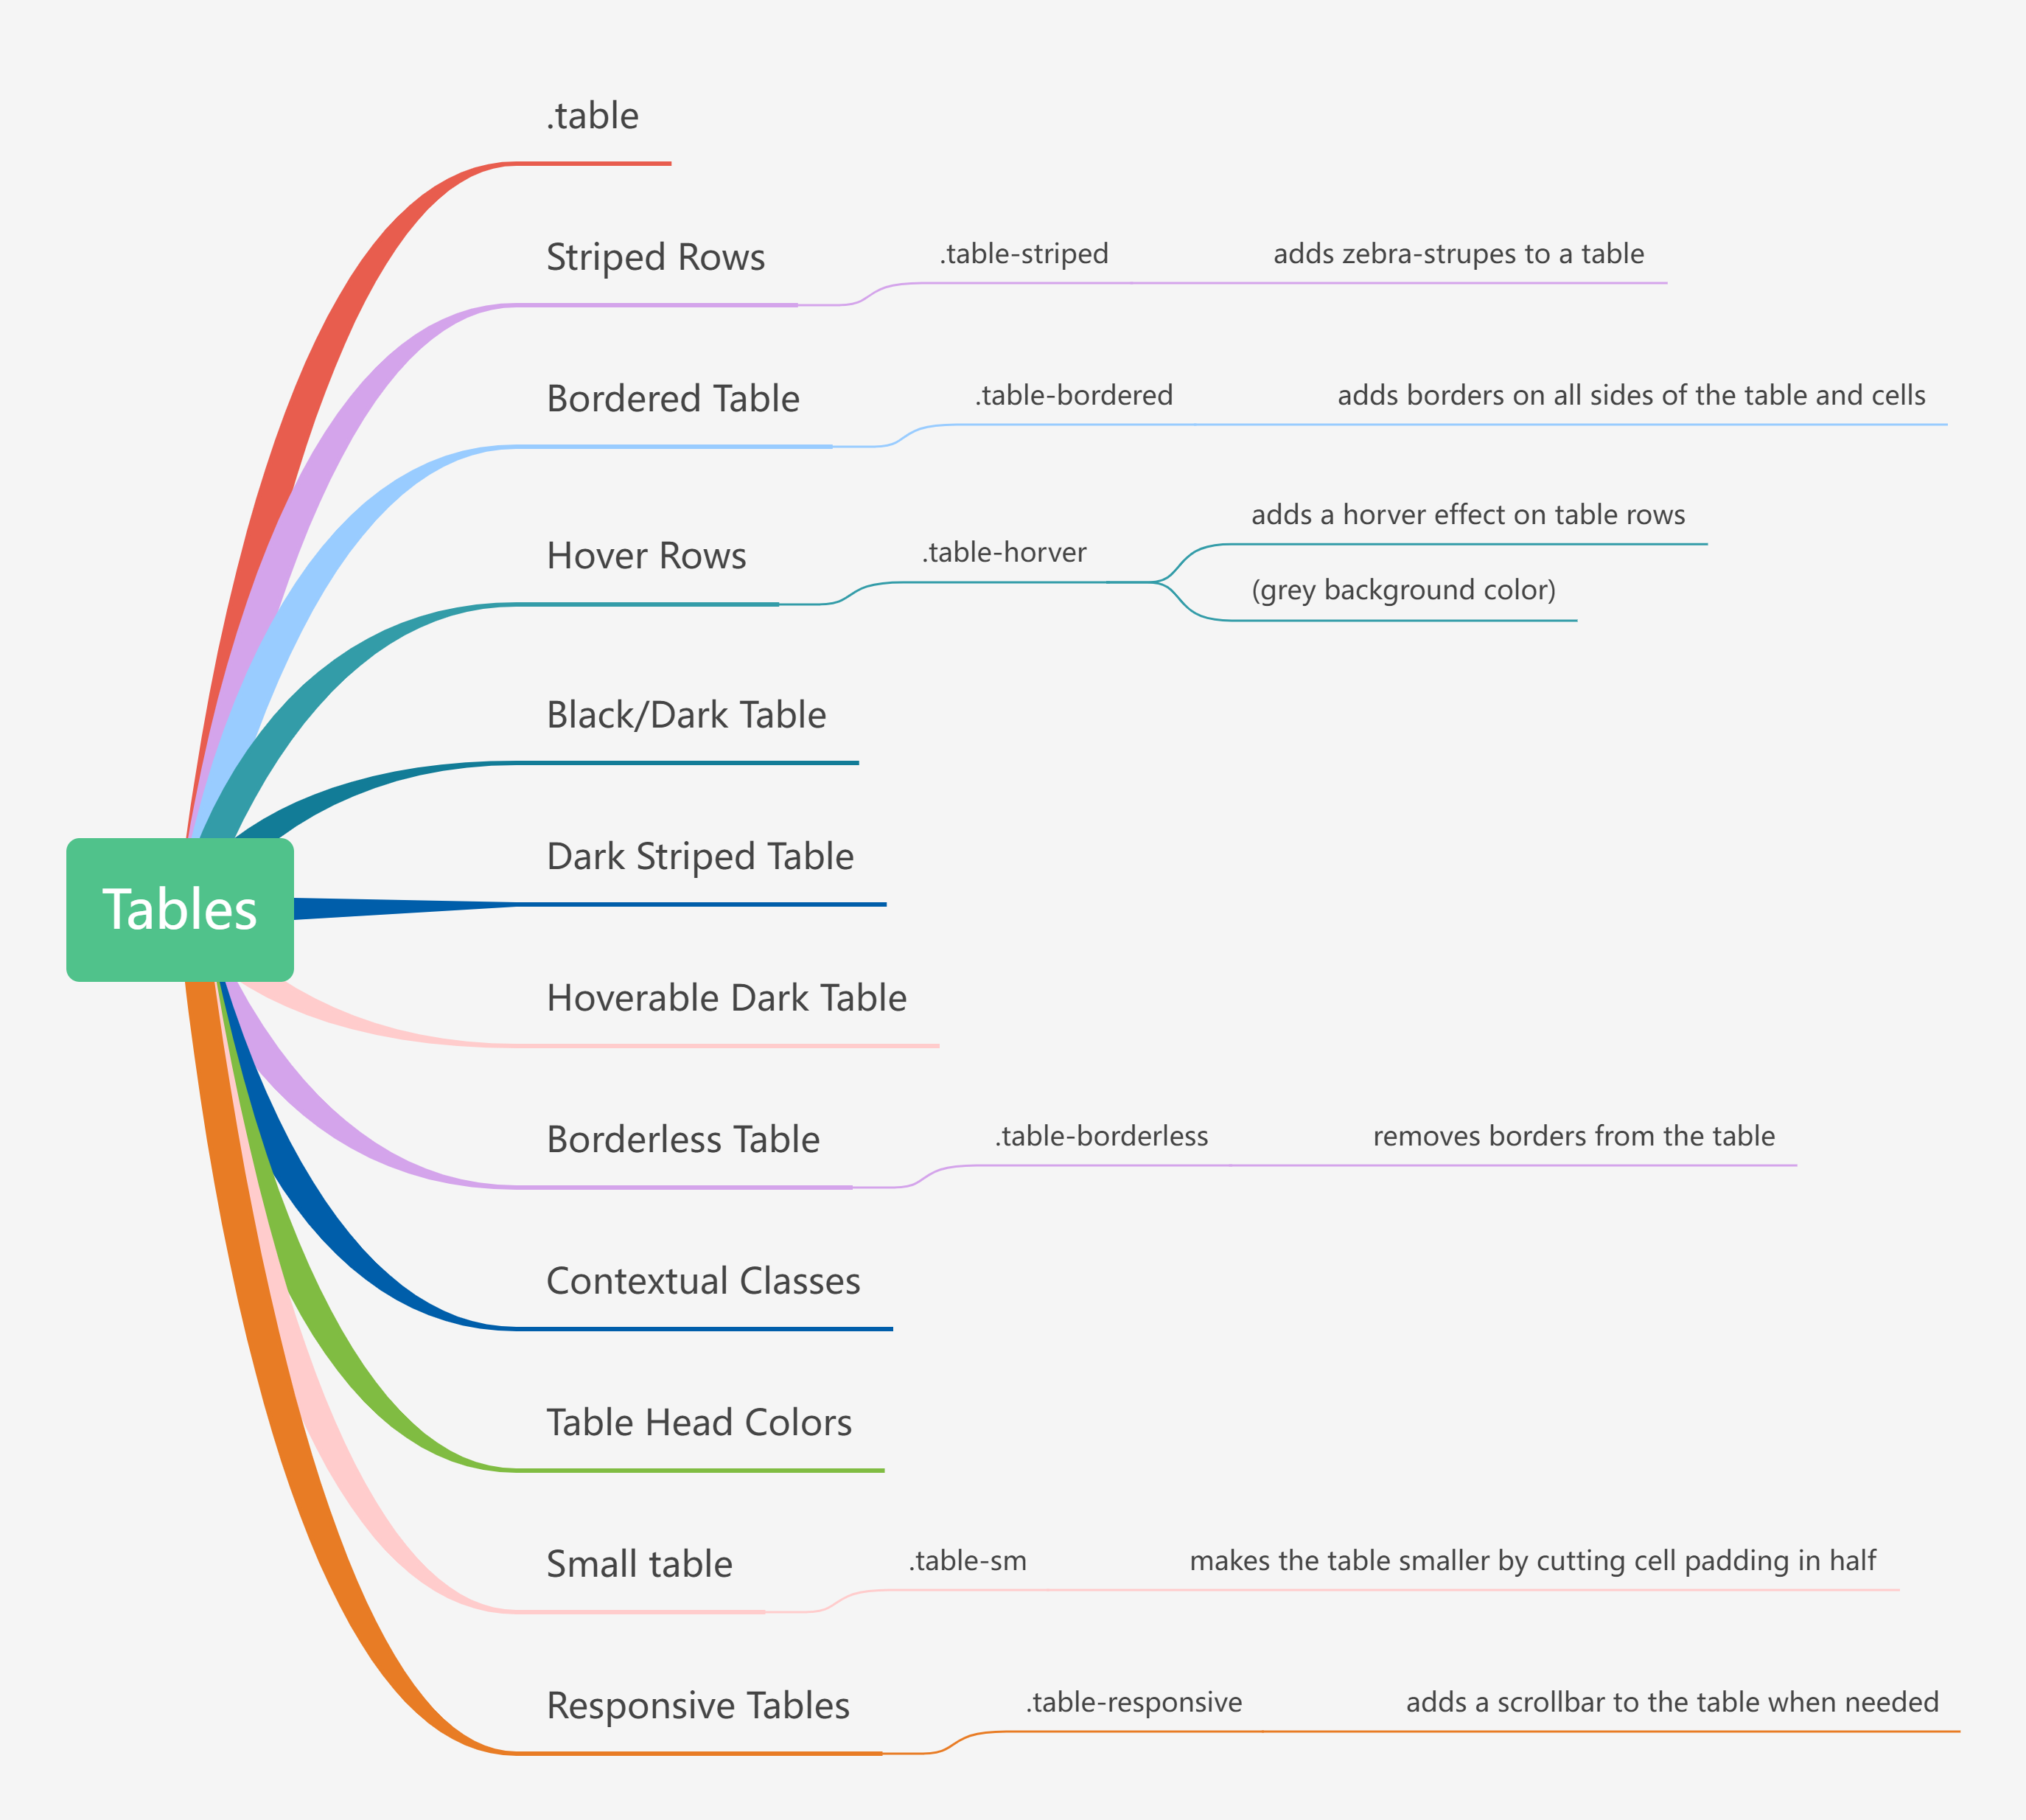 .table
Striped Rows
.table-striped
adds zebra-strupes to a table
Bordered Table
.table-bordered
adds borders on all sides of the table and cells
Hover Rows
.table-horver
adds a horver effect on table rows
(grey background color)
Black/Dark Table
Dark Striped Table
Tables
Hoverable Dark Table
Borderless Table
.table-borderless
removes borders from the table
Contextual Classes
Table Head Colors
Small table
.table-sm
makes the table smaller by cutting cell padding in half
Responsive Tables
.table-responsive
adds a scrollbar to the table when needed